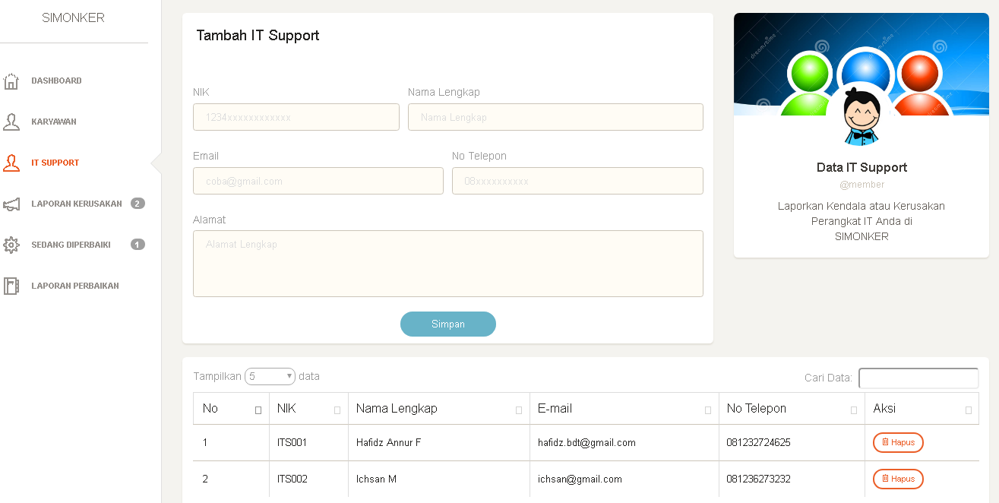 SIMONKER
DASHBOARD
KARYAWAN
IT SUPPORT
LAPORAN KERUSAKAN 2
SEDANG DIPERBAIKI 1
LAPORAN PERBAIKAN
Tambah IT Support
NIK Nama Lengkap
1234xxxxxxxxxxxx Nama Lengkap
Email No Telepon
coba@gmail.com 08xxxxxxxxxx
Alamat
Alamat Lengkap
Simpan
dreamstime
dreamstime
dreamstime
Data IT Support
@member
Laporkan Kendala atau Kerusakan
Perangkat IT Anda di
SIMONKER
Tampilkan 5 data Cari Data:
No NIK Nama Lengkap E-mail No Telepon Aksi
1 ITS001 Hafidz Annur F hafidz.bdt@gmail.com 081232724625 Hapus
2 ITS002 Ichsan M ichsan@gmail.com 081236273232 Hapus